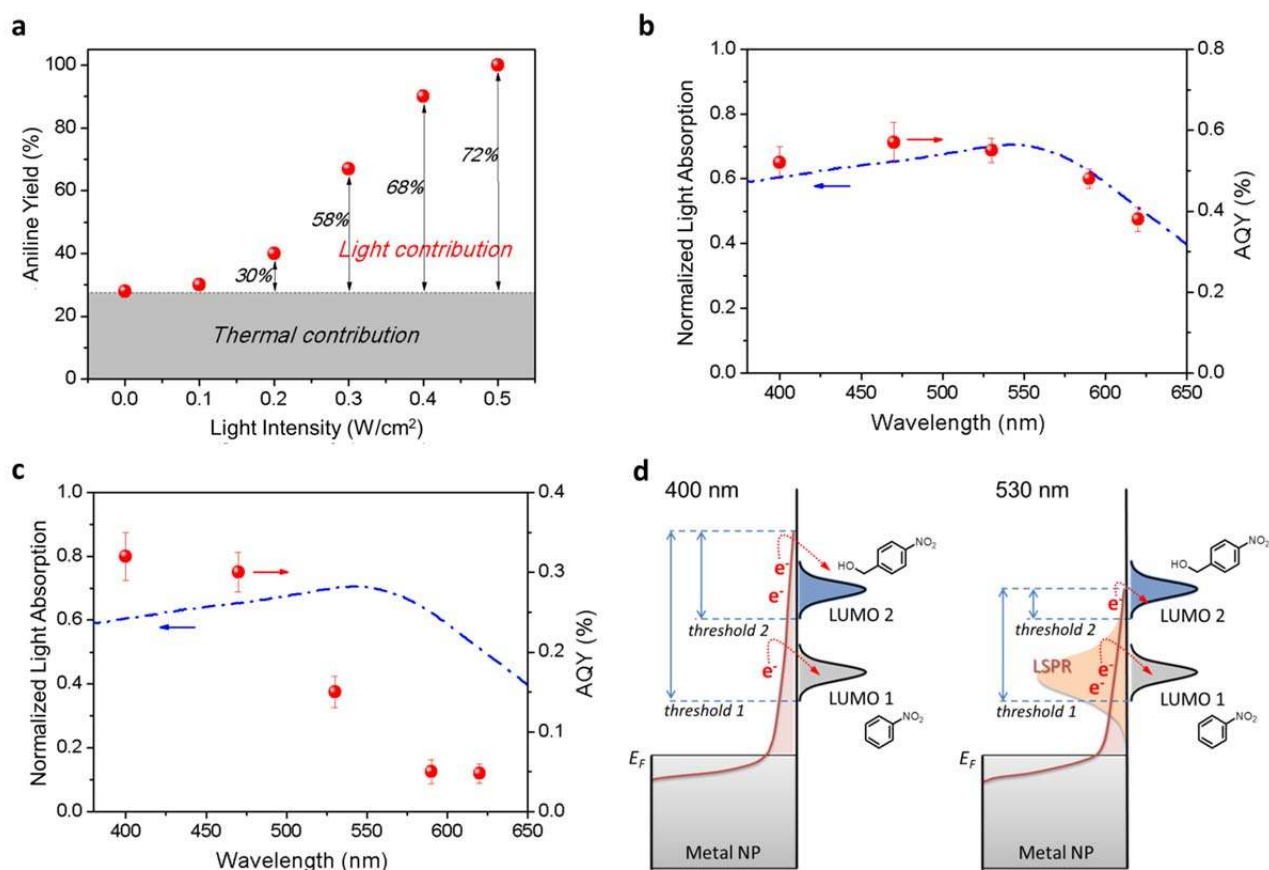 a
Aniline Yield (%)
100
80
60
40
20
0
30%
58%
68%
72%
Light contribution
Thermal contribution
0.0 0.1 0.2 0.3 0.4 0.5
Light Intensity (W/cm²)
b
Normalized Light Absorption
1.0
0.8
0.6
0.4
0.2
0.0
0.8
0.6
0.4
0.2
0.0
AQY (%)
400 450 500 550 600 650
Wavelength (nm)
c
Normalized Light Absorption
1.0
0.8
0.6
0.4
0.2
0.0
0.4
0.3
0.2
0.1
0.0
AQY (%)
400 450 500 550 600 650
Wavelength (nm)
d
400 nm
NO₂
HO
e⁻
e⁻
LUMO 2
threshold 2
e⁻
LUMO 1
threshold 1
NO₂
E_F
Metal NP
530 nm
NO₂
HO
e⁻
LUMO 2
threshold 2
LSPR
e⁻
e⁻
LUMO 1
threshold 1
NO₂
E_F
Metal NP